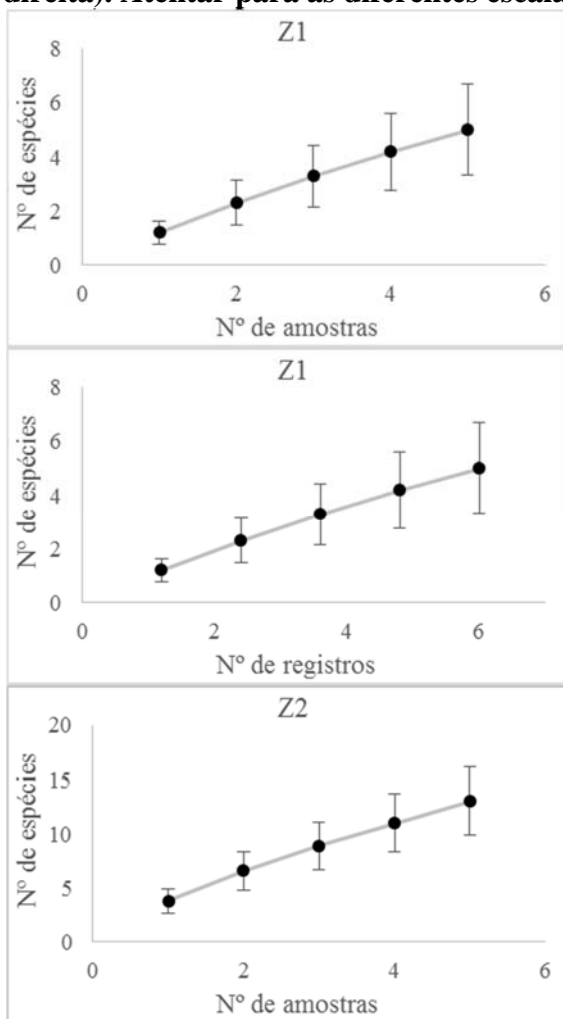 direita). Atentar para as diferentes escala
Z1
8
6
4
2
0
0 2 4 6
Nº de espécies
Nº de amostras
Z1
8
6
4
2
0
0 2 4 6
Nº de espécies
Nº de registros
Z2
20
15
10
5
0
0 2 4 6
Nº de espécies
Nº de amostras